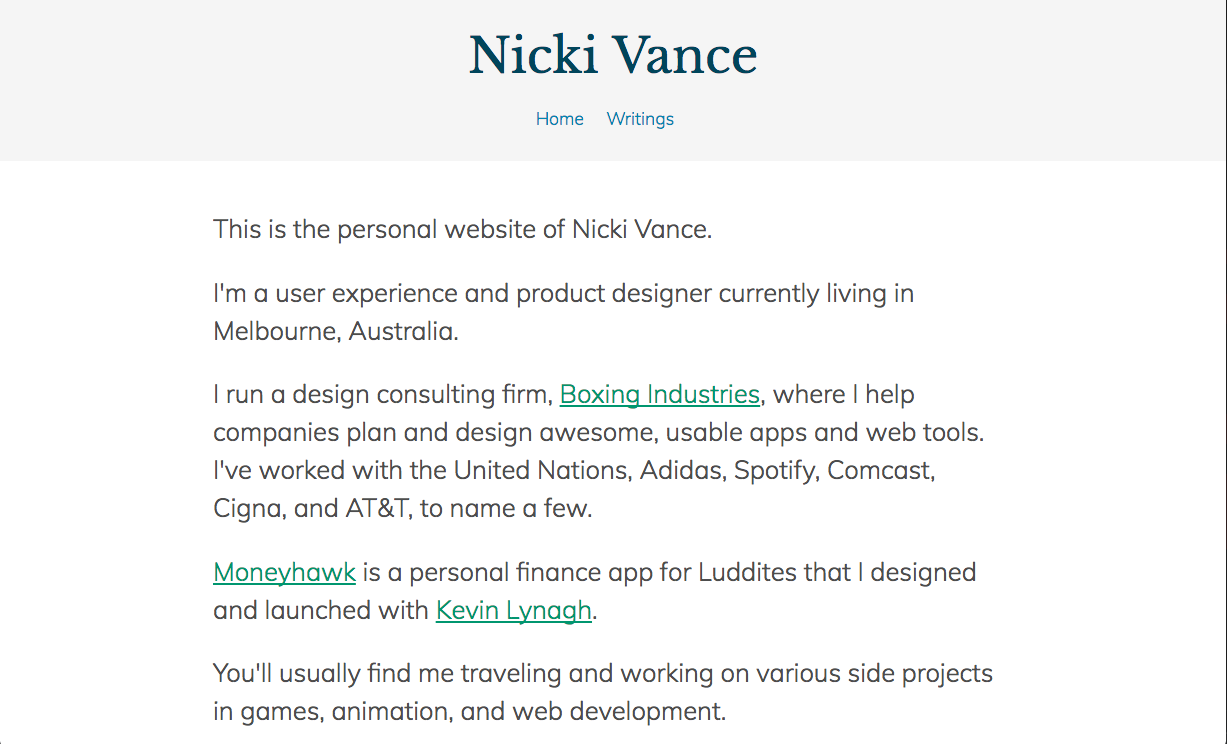 Nicki Vance
Home Writings
This is the personal website of Nicki Vance.
I'm a user experience and product designer currently living in
Melbourne, Australia.
I run a design consulting firm, Boxing Industries, where I help
companies plan and design awesome, usable apps and web tools.
I've worked with the United Nations, Adidas, Spotify, Comcast,
Cigna, and AT&T, to name a few.
Moneyhawk is a personal finance app for Luddites that I designed
and launched with Kevin Lynagh.
You'll usually find me traveling and working on various side projects
in games, animation, and web development.